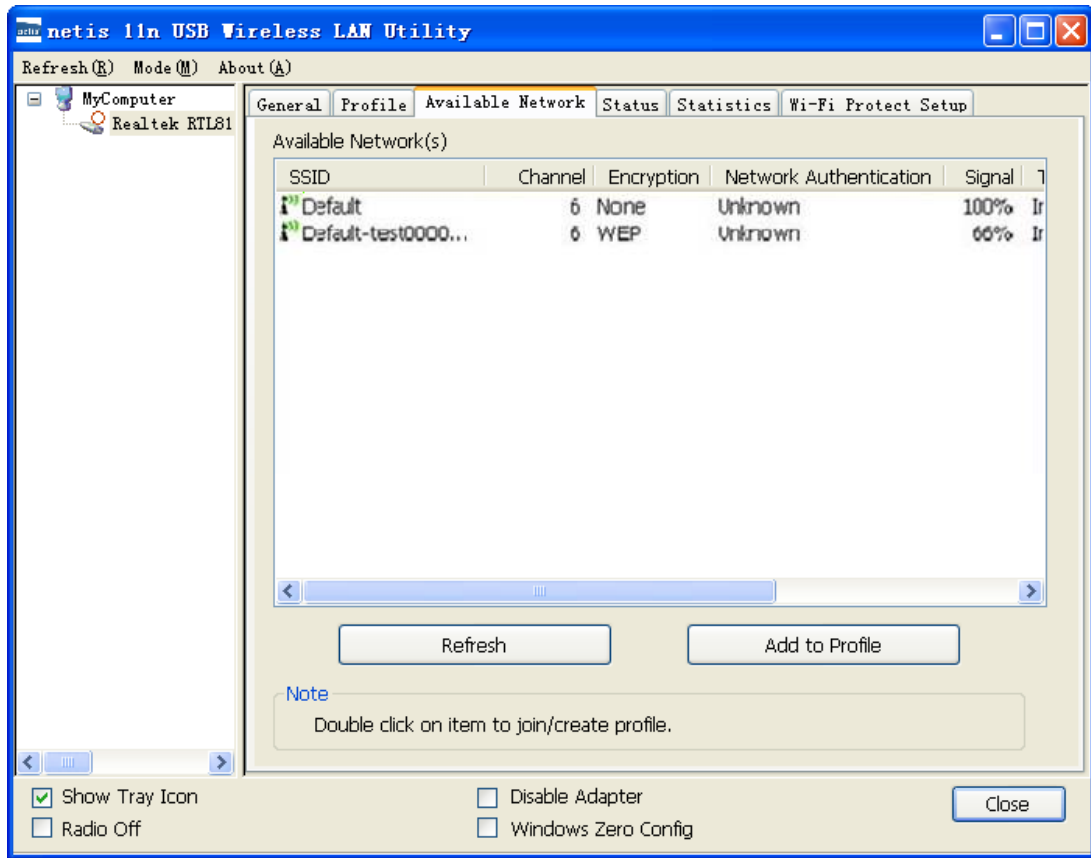 netis netis 11n USB Wireless LAN Utility
Refresh(R) Mode(M) About(A)
MyComputer
Realtek RTL81
General Profile Available Network Status Statistics Wi-Fi Protect Setup
Available Network(s)
SSID Channel Encryption Network Authentication Signal T
Default 6 None Unknown 100% Ir
Default-test0000... 6 WEP Unknown 66% Ir
Refresh Add to Profile
Note
Double click on item to join/create profile.
Show Tray Icon Disable Adapter Close
Radio Off Windows Zero Config